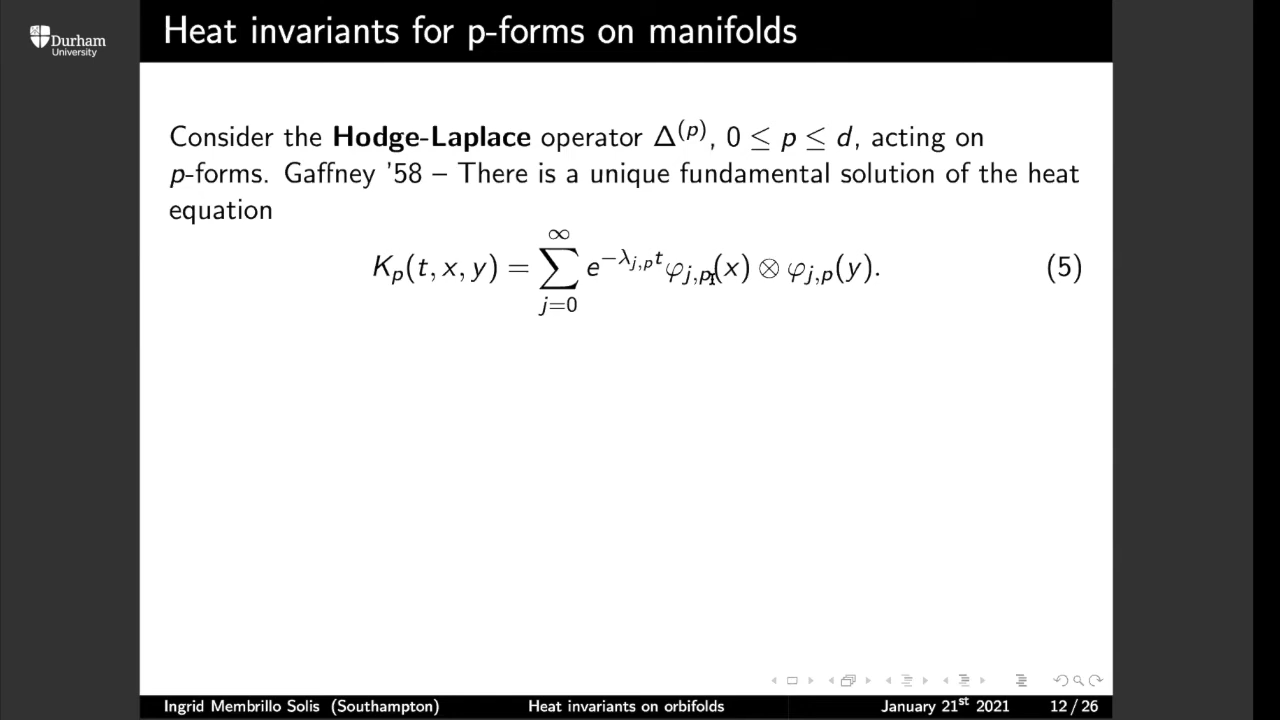 Durham
University
Heat invariants for p-forms on manifolds
Consider the Hodge-Laplace operator Δ⁽ᵖ⁾, 0 ≤ p ≤ d, acting on
p-forms. Gaffney '58 – There is a unique fundamental solution of the heat
equation
K_p(t, x, y) = \sum_{j=0}^{\infty} e^{-λ_{j,p}t} φ_{j,p}(x) ⊗ φ_{j,p}(y). (5)
Ingrid Membrillo Solis (Southampton) Heat invariants on orbifolds January 21st 2021 12 / 26